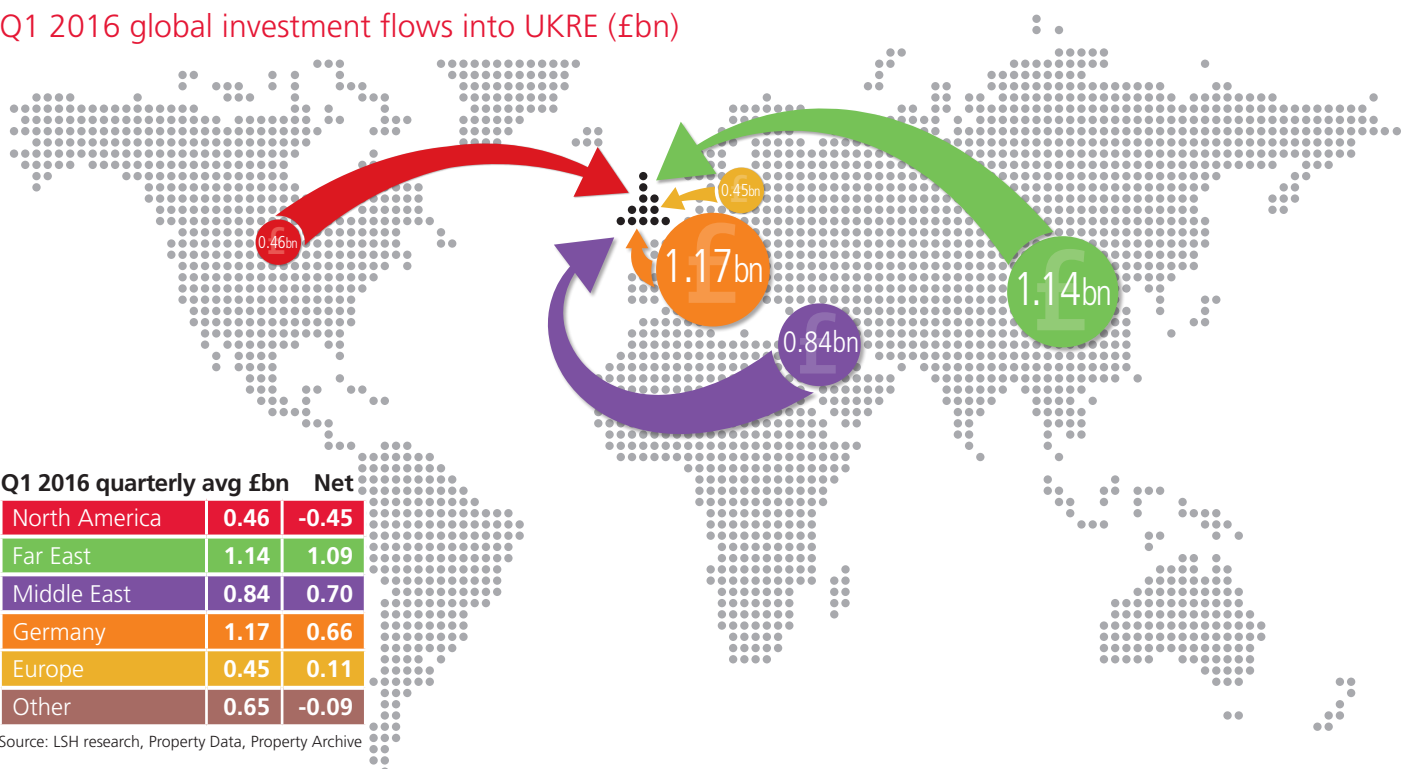 Q1 2016 global investment flows into UKRE (£bn)
0.46bn
0.45bn
1.17bn
1.14bn
0.84bn
Q1 2016 quarterly avg £bn Net
North America 0.46 -0.45
Far East 1.14 1.09
Middle East 0.84 0.70
Germany 1.17 0.66
Europe 0.45 0.11
Other 0.65 -0.09
Source: LSH research, Property Data, Property Archive